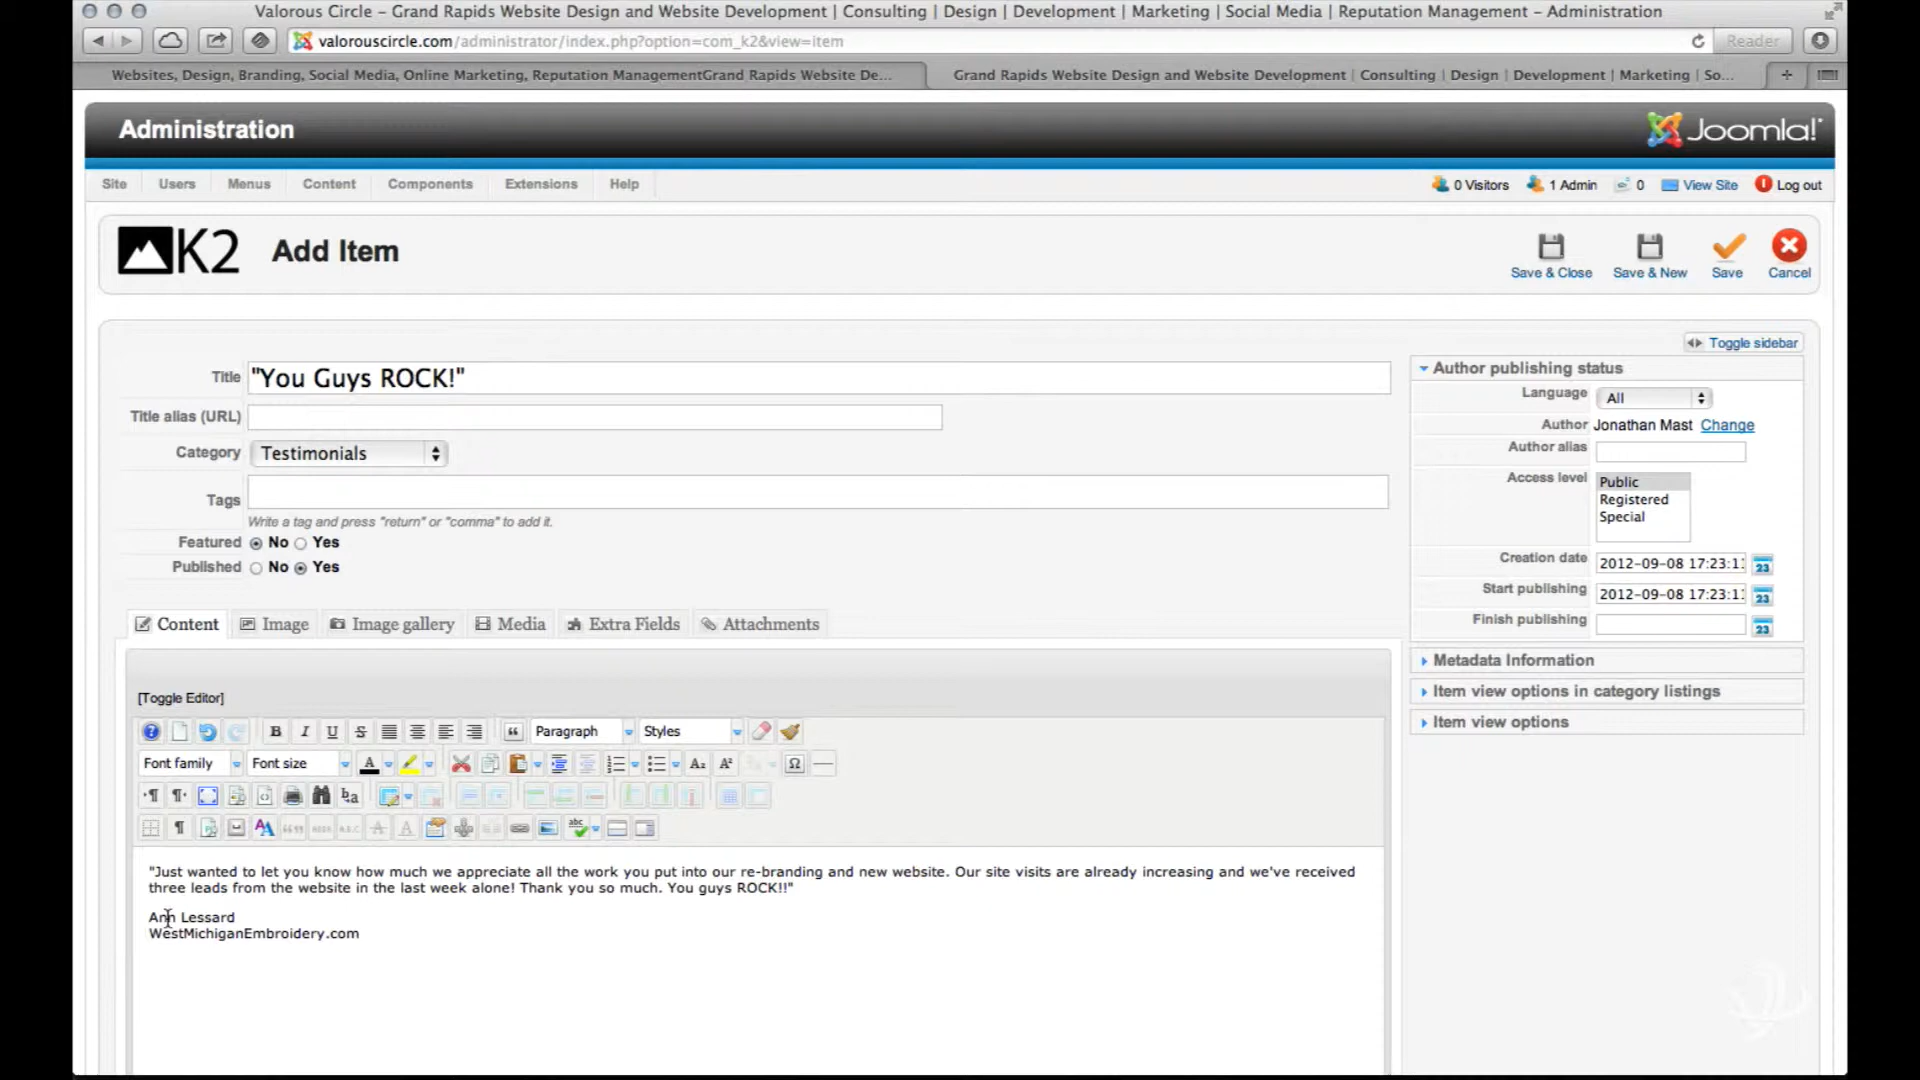 Valorous Circle – Grand Rapids Website Design and Website Development | Consulting | Design | Development | Marketing | Social Media | Reputation Management – Administration
valorouscircle.com/administrator/index.php?option=com_k2&view=item
Reader
Websites, Design, Branding, Social Media, Online Marketing, Reputation ManagementGrand Rapids Website De...
Grand Rapids Website Design and Website Development | Consulting | Design | Development | Marketing | So...
Administration
Joomla!
Site Users Menus Content Components Extensions Help
0 Visitors 1 Admin 0 View Site Log out
K2 Add Item
Save & Close Save & New Save Cancel
Toggle sidebar
Title "You Guys ROCK!"
Title alias (URL)
Category Testimonials
Tags
Write a tag and press "return" or "comma" to add it.
Featured No Yes
Published No Yes
Author publishing status
Language All
Author Jonathan Mast Change
Author alias
Access level Public
Registered
Special
Creation date 2012-09-08 17:23:11 23
Start publishing 2012-09-08 17:23:11 23
Finish publishing 23
Metadata Information
Item view options in category listings
Item view options
Content Image Image gallery Media Extra Fields Attachments
[Toggle Editor]
Paragraph Styles
Font family Font size
"Just wanted to let you know how much we appreciate all the work you put into our re-branding and new website. Our site visits are already increasing and we've received
three leads from the website in the last week alone! Thank you so much. You guys ROCK!!"
Ann Lessard
WestMichiganEmbroidery.com